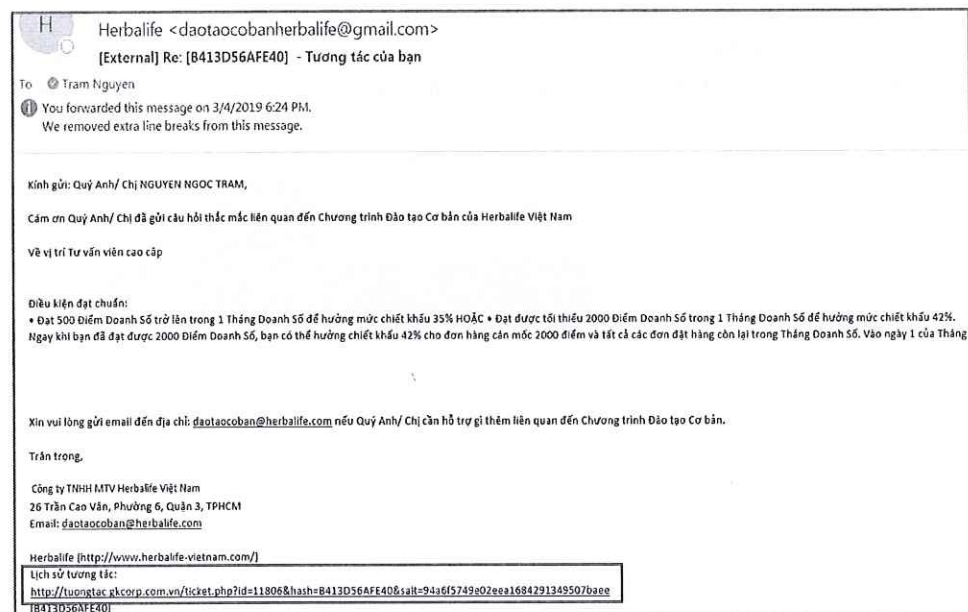 H
Herbalife <daotaocobanherbalife@gmail.com>
[External] Re: [B413D56AFE40] - Tương tác của bạn
To Tram Nguyen
You forwarded this message on 3/4/2019 6:24 PM.
We removed extra line breaks from this message.
Kính gửi: Quý Anh/ Chị NGUYEN NGOC TRAM,
Cám ơn Quý Anh/ Chị đã gửi câu hỏi thắc mắc liên quan đến Chương trình Đào tạo Cơ bản của Herbalife Việt Nam
Về vị trí Tư vấn viên cao cấp
Điều kiện đạt chuẩn:
• Đạt 500 Điểm Doanh Số trở lên trong 1 Tháng Doanh Số để hưởng mức chiết khấu 35% HOẶC • Đạt được tối thiểu 2000 Điểm Doanh Số trong 1 Tháng Doanh Số để hưởng mức chiết khấu 42%.
Ngay khi bạn đã đạt được 2000 Điểm Doanh Số, bạn có thể hưởng chiết khấu 42% cho đơn hàng cán mốc 2000 điểm và tất cả các đơn đặt hàng còn lại trong Tháng Doanh Số. Vào ngày 1 của Tháng
Xin vui lòng gửi email đến địa chỉ: daotaocoban@herbalife.com nếu Quý Anh/ Chị cần hỗ trợ gì thêm liên quan đến Chương trình Đào tạo Cơ bản.
Trân trọng,
Công ty TNHH MTV Herbalife Việt Nam
26 Trần Cao Vân, Phường 6, Quận 3, TPHCM
Email: daotaocoban@herbalife.com
Herbalife [http://www.herbalife-vietnam.com/]
Lịch sử tương tác:
http://tuongtac.gkcorp.com.vn/ticket.php?id=11806&hash=B413D56AFE40&salt=94a6f5749e02eea1684291349507baee
[B413D56AFE40]